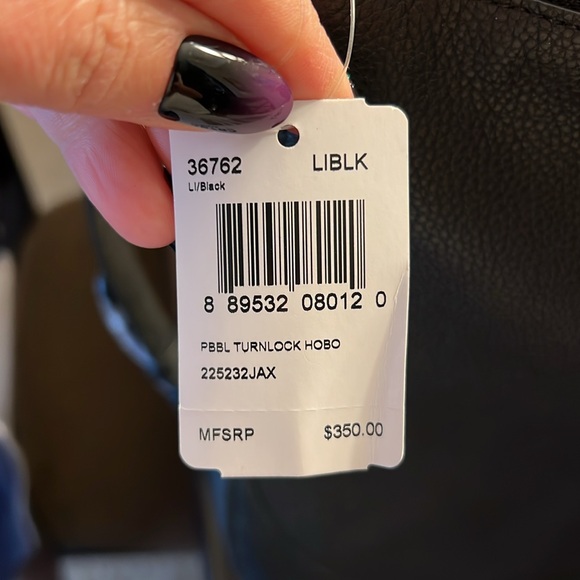 36762 LIBLK
LI/Black
8 89532 08012 0
PBBL TURNLOCK HOBO
225232JAX
MFSRP $350.00